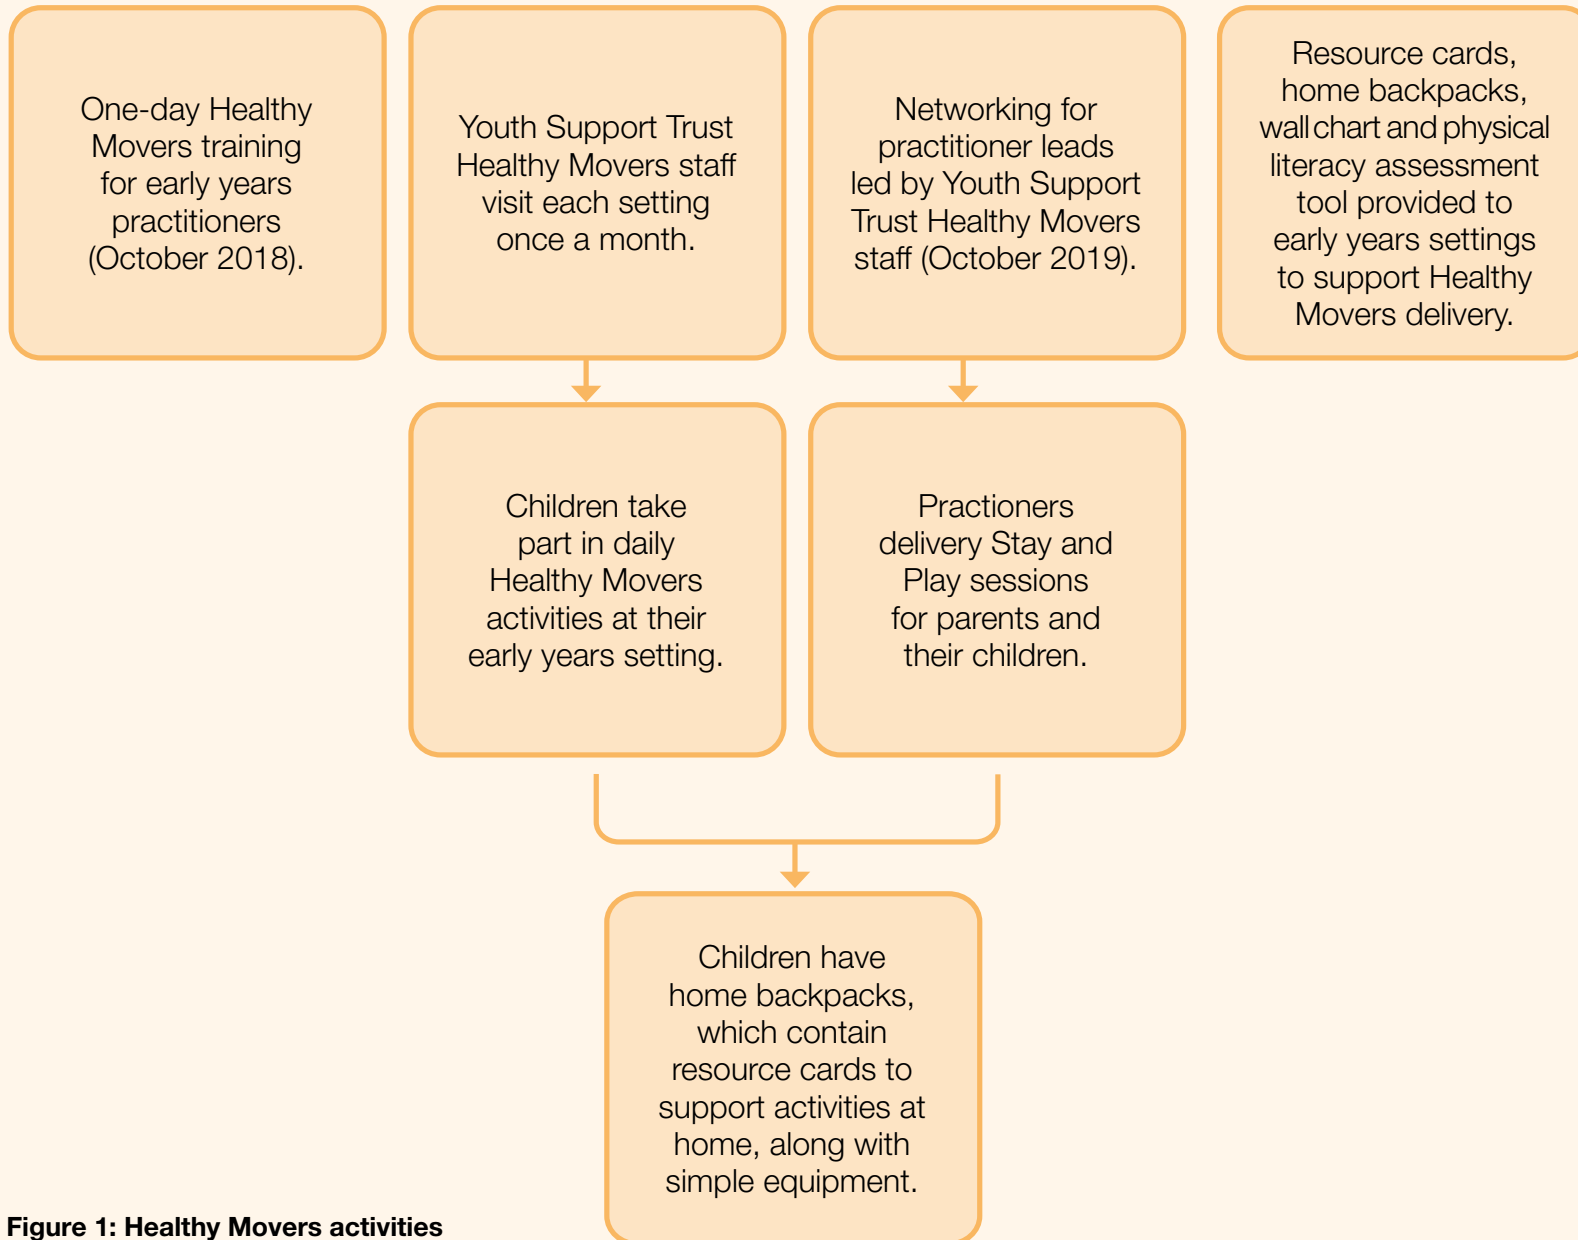 One-day Healthy
Movers training
for early years
practitioners
(October 2018).
Youth Support Trust
Healthy Movers staff
visit each setting
once a month.
Networking for
practitioner leads
led by Youth Support
Trust Healthy Movers
staff (October 2019).
Resource cards,
home backpacks,
wall chart and physical
literacy assessment
tool provided to
early years settings
to support Healthy
Movers delivery.
Children take
part in daily
Healthy Movers
activities at their
early years setting.
Practioners
delivery Stay and
Play sessions
for parents and
their children.
Children have
home backpacks,
which contain
resource cards to
support activities at
home, along with
simple equipment.
Figure 1: Healthy Movers activities